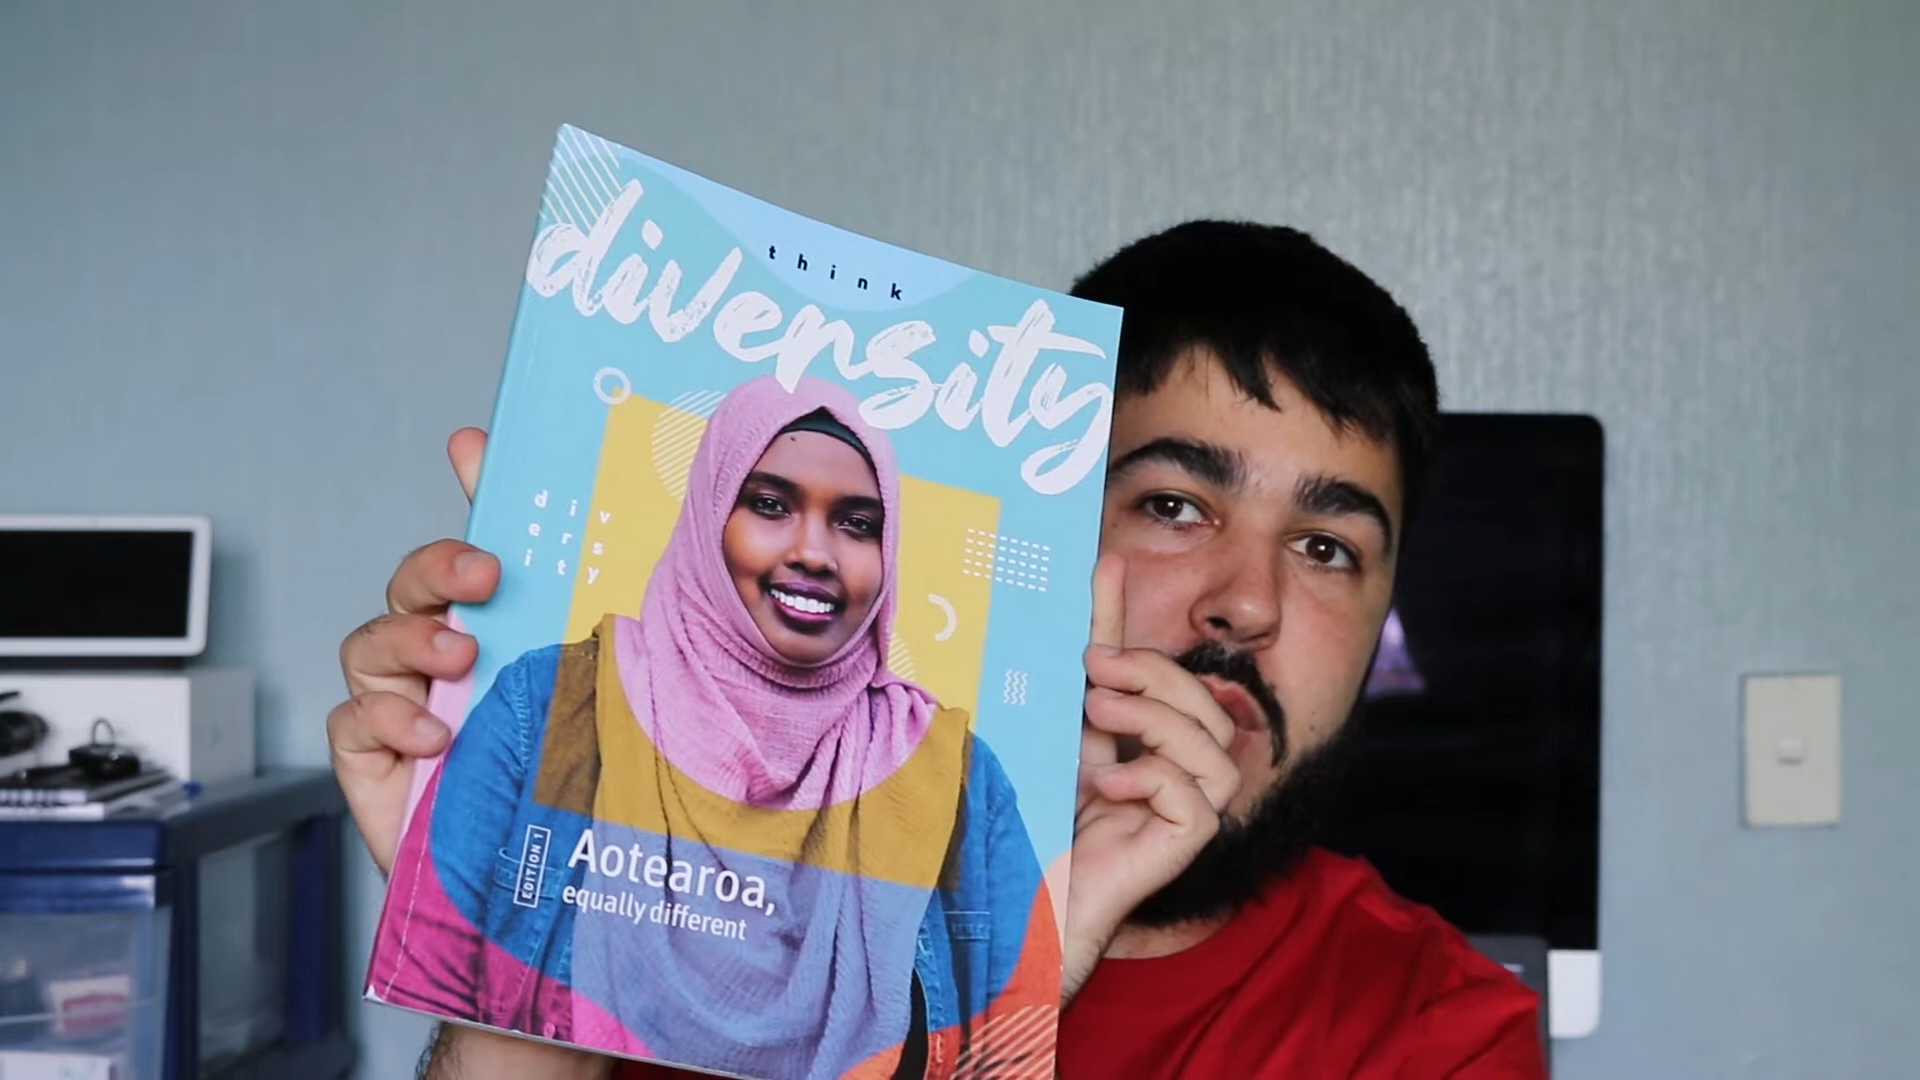 think
diversity
d i v
e r s
i t y
EDITION 1
Aotearoa,
equally different